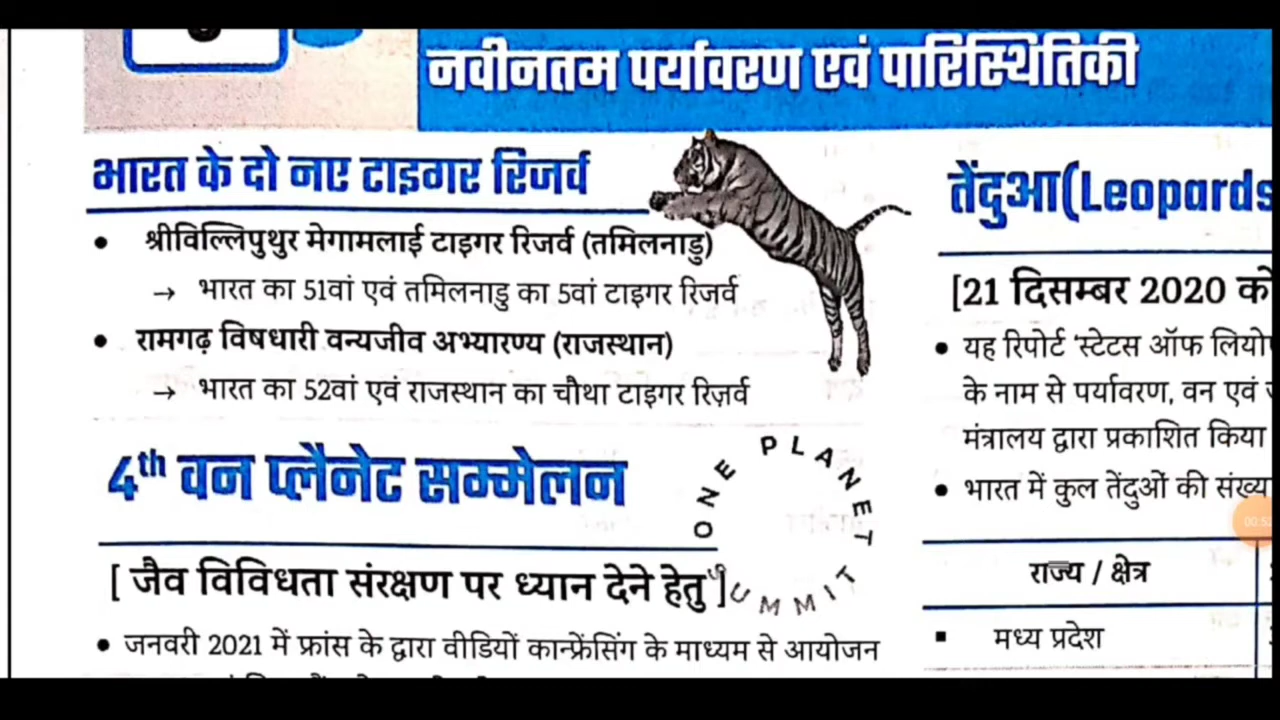 नवीनतम पर्यावरण एवं पारिस्थितिकी
भारत के दो नए टाइगर रिजर्व
• श्रीविल्लिपुथुर मेगामलाई टाइगर रिजर्व (तमिलनाडु)
→ भारत का 51वां एवं तमिलनाडु का 5वां टाइगर रिजर्व
• रामगढ़ विषधारी वन्यजीव अभ्यारण्य (राजस्थान)
→ भारत का 52वां एवं राजस्थान का चौथा टाइगर रिज़र्व
4th वन प्लैनेट सम्मेलन
ONE PLANET SUMMIT
[ जैव विविधता संरक्षण पर ध्यान देने हेतु ]
• जनवरी 2021 में फ्रांस के द्वारा वीडियों कान्फ्रेंसिंग के माध्यम से आयोजन
तेंदुआ(Leopards
[21 दिसम्बर 2020 को
• यह रिपोर्ट 'स्टेटस ऑफ लियो
के नाम से पर्यावरण, वन एवं
मंत्रालय द्वारा प्रकाशित किया
• भारत में कुल तेंदुओं की संख्य
राज्य / क्षेत्र
▪ मध्य प्रदेश